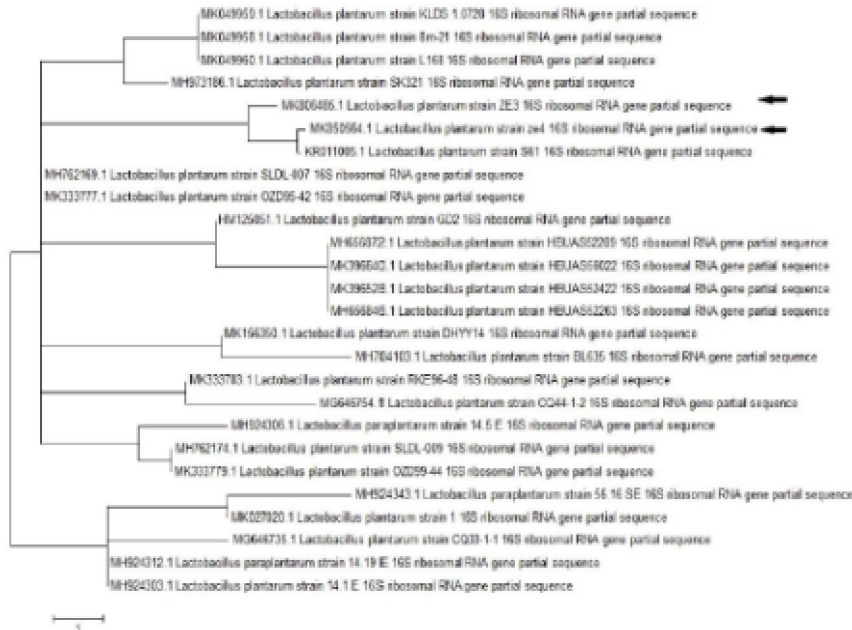 MK049959.1 Lactobacillus plantarum strain KLDS 1.0728 16S ribosomal RNA gene partial sequence
MK049958.1 Lactobacillus plantarum strain 8m-21 16S ribosomal RNA gene partial sequence
MK049960.1 Lactobacillus plantarum strain L168 16S ribosomal RNA gene partial sequence
MH973186.1 Lactobacillus plantarum strain SK321 16S ribosomal RNA gene partial sequence
MK806485.1 Lactobacillus plantarum strain ZE3 16S ribosomal RNA gene partial sequence
MK850564.1 Lactobacillus plantarum strain ze4 16S ribosomal RNA gene partial sequence
KR011005.1 Lactobacillus plantarum strain S61 16S ribosomal RNA gene partial sequence
MH762169.1 Lactobacillus plantarum strain SLDL-007 16S ribosomal RNA gene partial sequence
MK333777.1 Lactobacillus plantarum strain OZD95-42 16S ribosomal RNA gene partial sequence
HM125051.1 Lactobacillus plantarum strain GD2 16S ribosomal RNA gene partial sequence
MH656872.1 Lactobacillus plantarum strain HBUAS52289 16S ribosomal RNA gene partial sequence
MK396640.1 Lactobacillus plantarum strain HBUAS56022 16S ribosomal RNA gene partial sequence
MK396528.1 Lactobacillus plantarum strain HBUAS53422 16S ribosomal RNA gene partial sequence
MH656846.1 Lactobacillus plantarum strain HBUAS52263 16S ribosomal RNA gene partial sequence
MK156350.1 Lactobacillus plantarum strain DHYY14 16S ribosomal RNA gene partial sequence
MH704103.1 Lactobacillus plantarum strain BL635 16S ribosomal RNA gene partial sequence
MK333783.1 Lactobacillus plantarum strain RKE96-48 16S ribosomal RNA gene partial sequence
MG646754.1 Lactobacillus plantarum strain CQ44-1-2 16S ribosomal RNA gene partial sequence
MH924306.1 Lactobacillus paraplantarum strain 14.5 E 16S ribosomal RNA gene partial sequence
MH762174.1 Lactobacillus plantarum strain SLDL-009 16S ribosomal RNA gene partial sequence
MK333779.1 Lactobacillus plantarum strain OZD99-44 16S ribosomal RNA gene partial sequence
MH924343.1 Lactobacillus paraplantarum strain 56.16 SE 16S ribosomal RNA gene partial sequence
MK027020.1 Lactobacillus plantarum strain 1 16S ribosomal RNA gene partial sequence
MG646735.1 Lactobacillus plantarum strain CQ33-1-1 16S ribosomal RNA gene partial sequence
MH924312.1 Lactobacillus paraplantarum strain 14.19 IE 16S ribosomal RNA gene partial sequence
MH924303.1 Lactobacillus plantarum strain 14.1 E 16S ribosomal RNA gene partial sequence